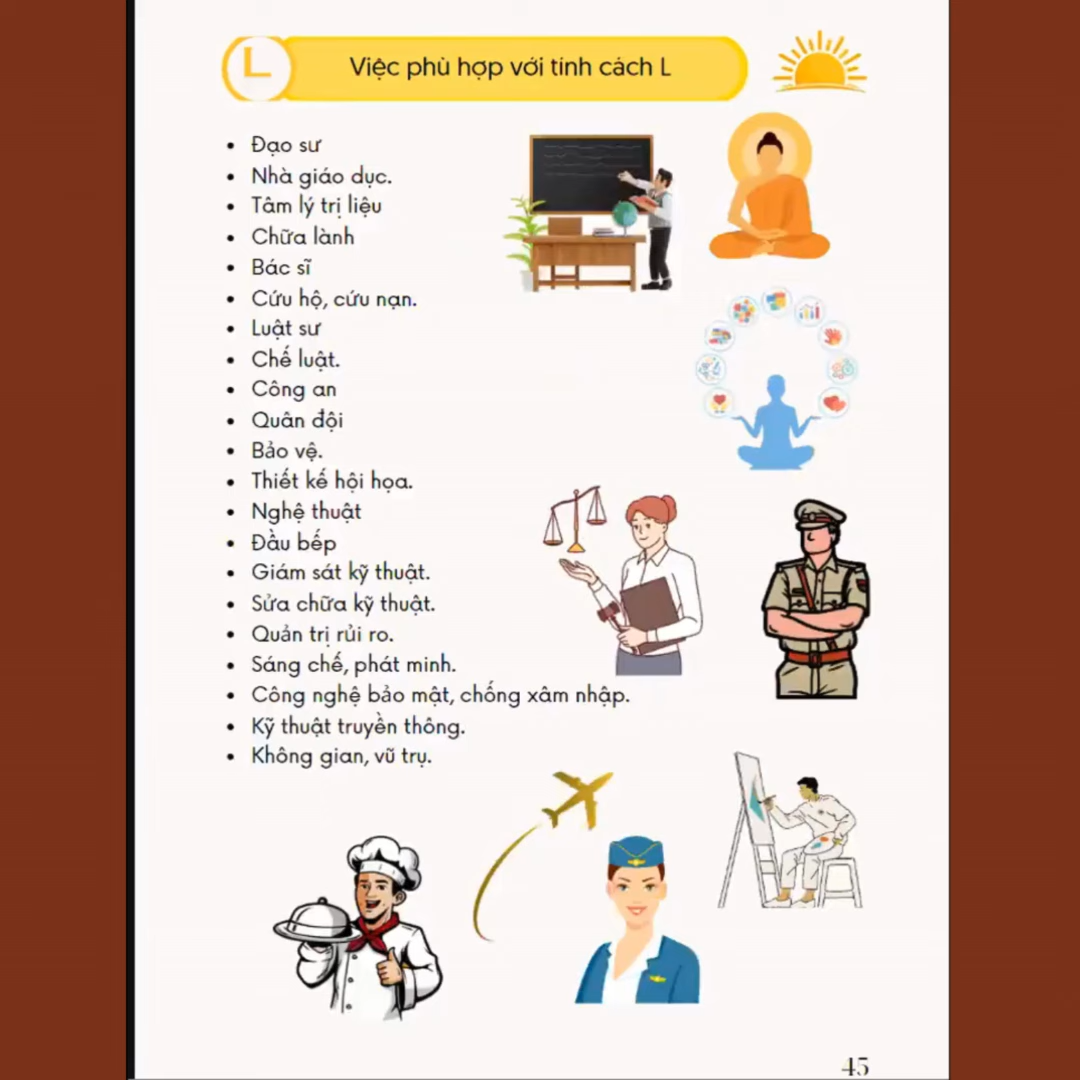 L
Việc phù hợp với tính cách L
• Đạo sư
• Nhà giáo dục.
• Tâm lý trị liệu
• Chữa lành
• Bác sĩ
• Cứu hộ, cứu nạn.
• Luật sư
• Chế luật.
• Công an
• Quân đội
• Bảo vệ.
• Thiết kế hội họa.
• Nghệ thuật
• Đầu bếp
• Giám sát kỹ thuật.
• Sửa chữa kỹ thuật.
• Quản trị rủi ro.
• Sáng chế, phát minh.
• Công nghệ bảo mật, chống xâm nhập.
• Kỹ thuật truyền thông.
• Không gian, vũ trụ.
45